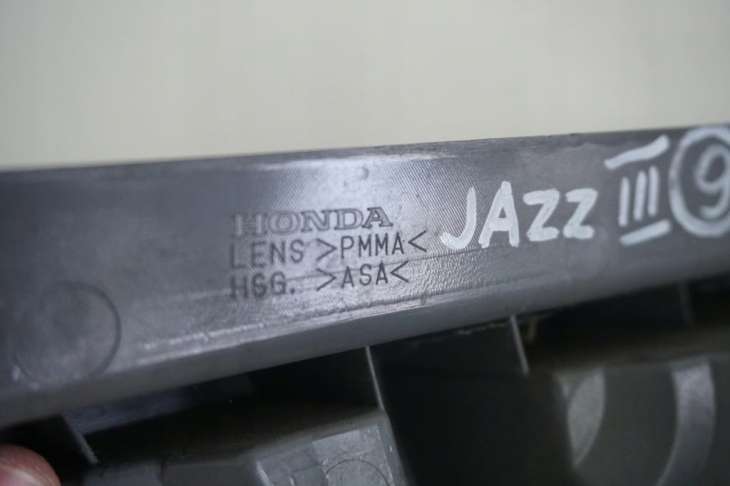 HONDA
LENS >PMMA<
HSG. >ASA<
JAZZ III 9